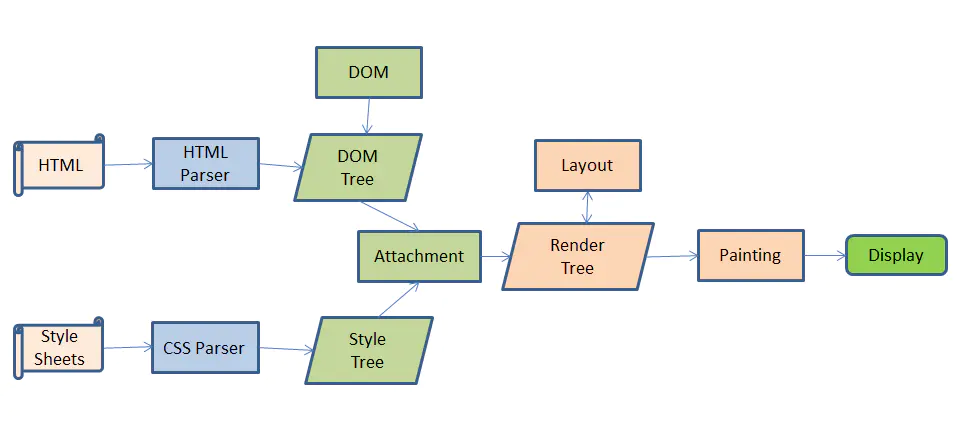 DOM
HTML
HTML
Parser
DOM
Tree
Layout
Attachment
Render
Tree
Painting
Display
Style
Sheets
CSS Parser
Style
Tree